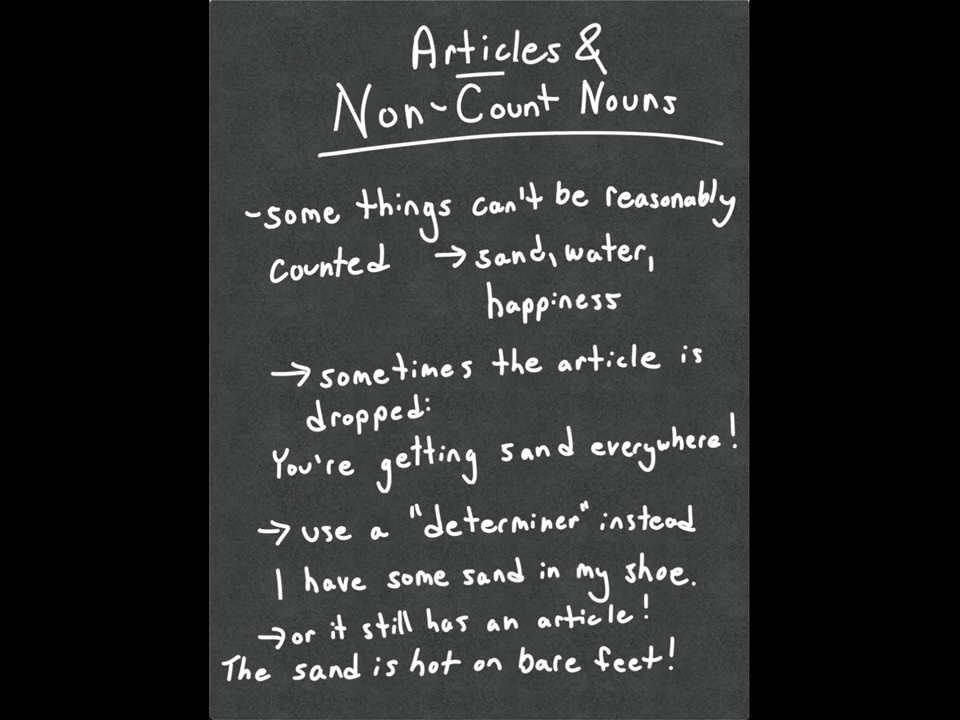 Articles &
Non-Count Nouns
-some things can't be reasonably
counted → sand, water,
happiness
→ sometimes the article is
dropped:
You're getting sand everywhere!
→ use a "determiner" instead
I have some sand in my shoe.
→ or it still has an article!
The sand is hot on bare feet!